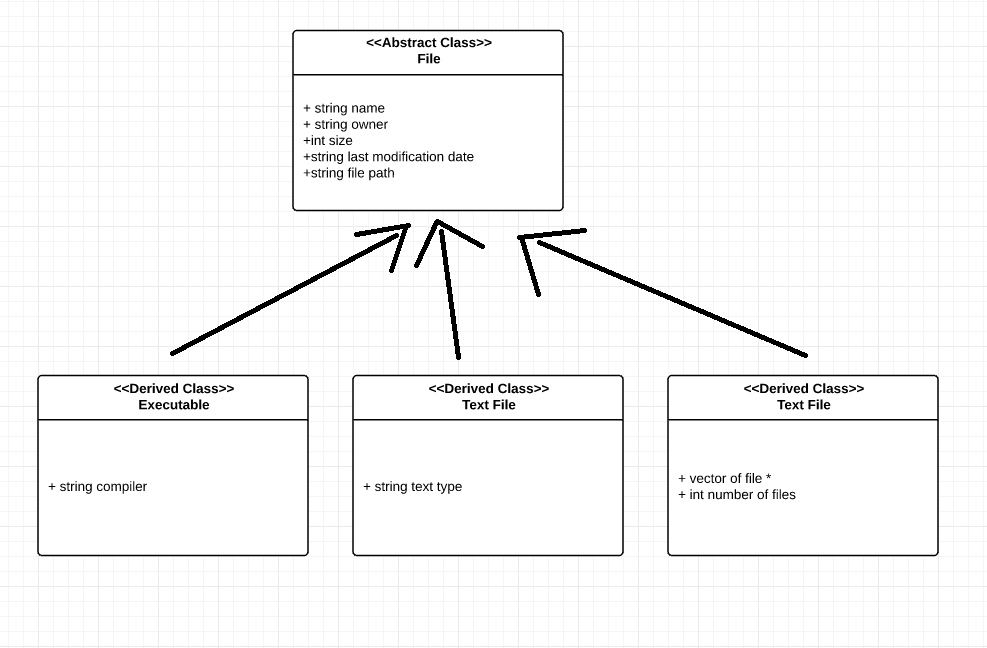 <<Abstract Class>>
File
+ string name
+ string owner
+int size
+string last modification date
+string file path
<<Derived Class>>
Executable
+ string compiler
<<Derived Class>>
Text File
+ string text type
<<Derived Class>>
Text File
+ vector of file *
+ int number of files